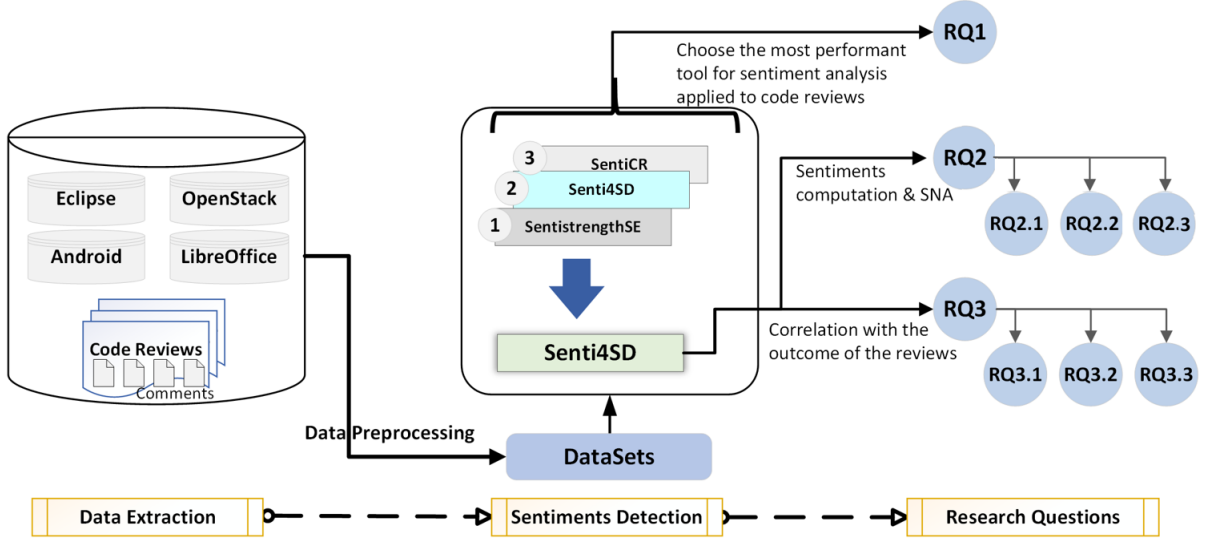 RQ1
Choose the most performant
tool for sentiment analysis
applied to code reviews
3
SentiCR
2
Senti4SD
1
SentistrengthSE
Senti4SD
Eclipse
OpenStack
Android
LibreOffice
Code Reviews
Comments
Data Preprocessing
DataSets
RQ2
Sentiments
computation & SNA
RQ2.1
RQ2.2
RQ2.3
RQ3
Correlation with the
outcome of the reviews
RQ3.1
RQ3.2
RQ3.3
Data Extraction
Sentiments Detection
Research Questions